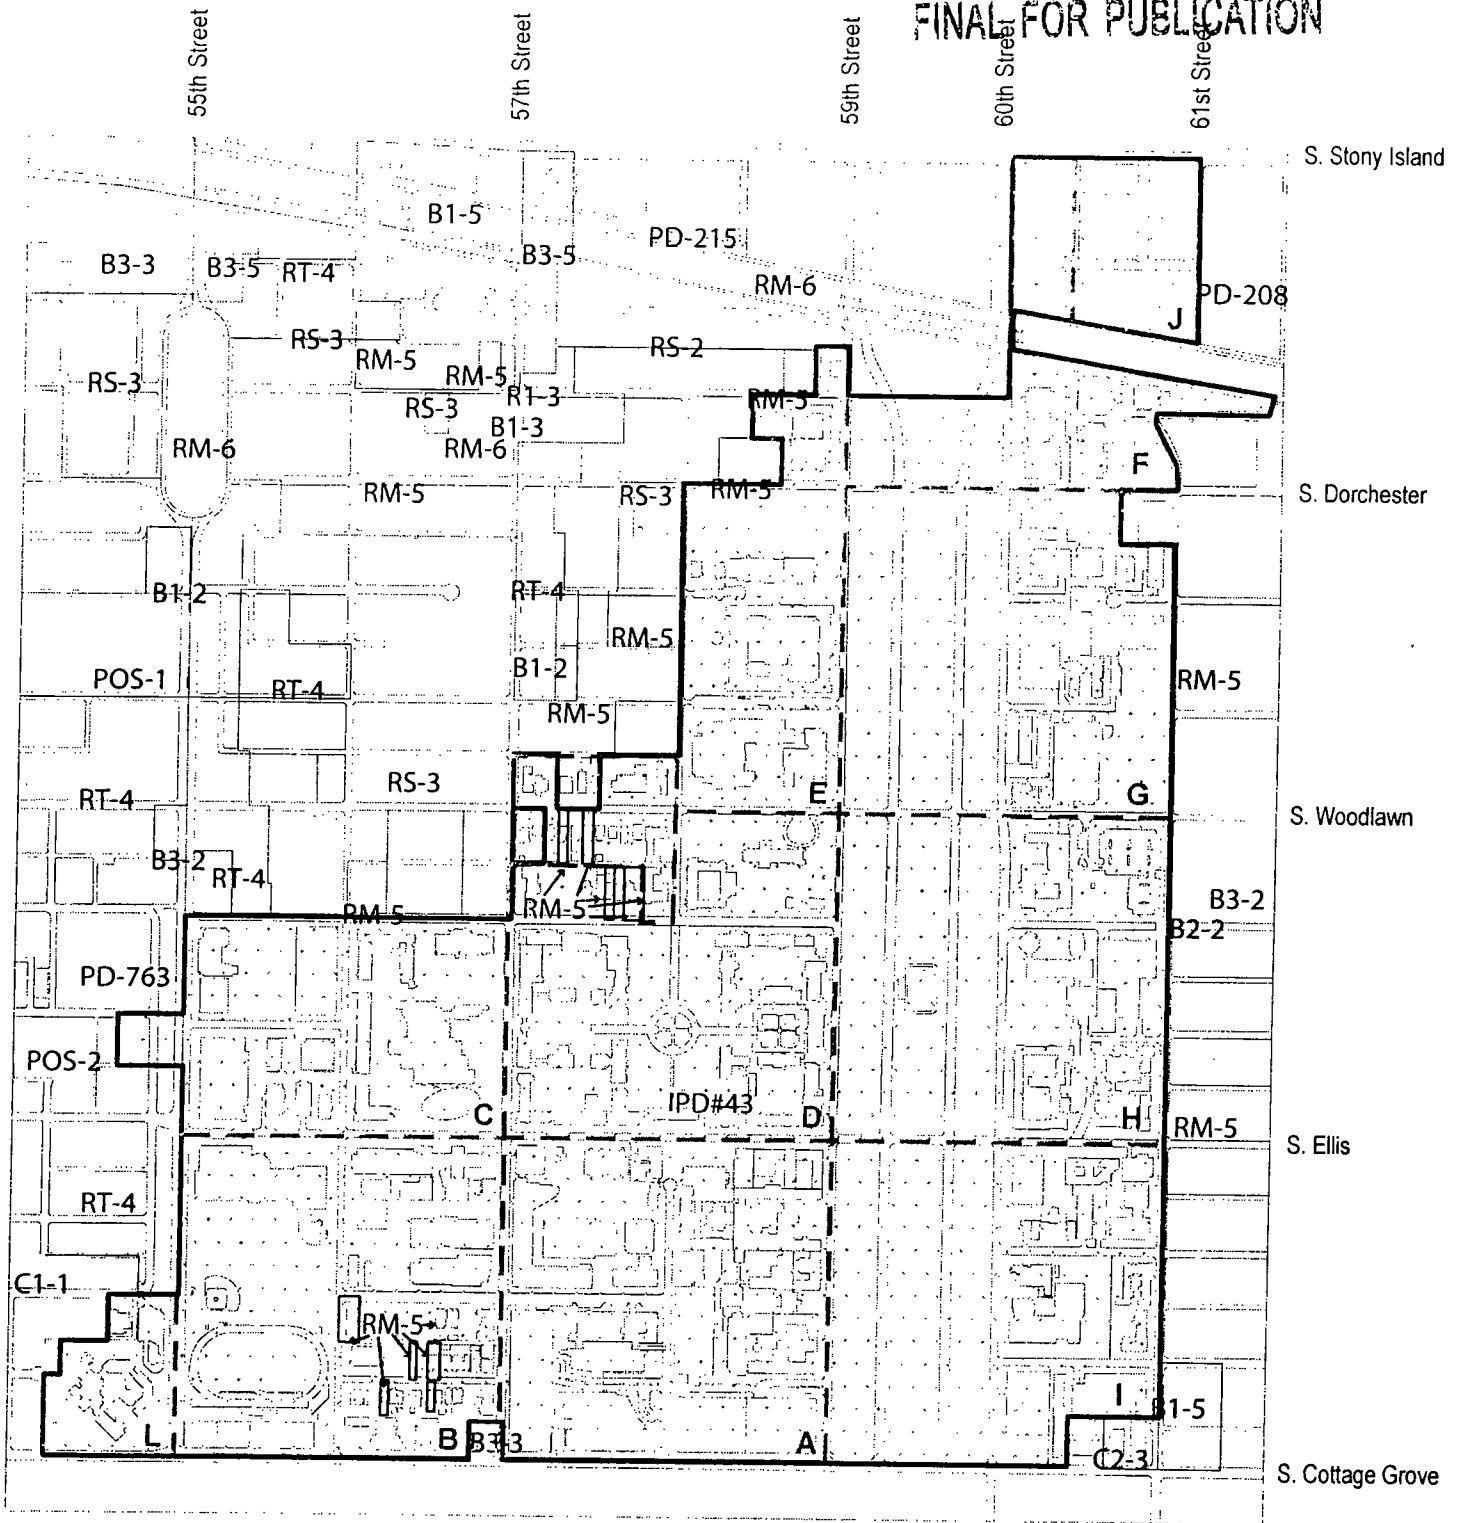 FINAL FOR PUBLICATION
55th Street
57th Street
59th Street
60th Street
61st Street
S. Stony Island
B1-5
PD-215
B3-5
B3-3
B3-5
RT-4
RM-6
PD-208
J
RS-3
RM-5
RS-2
RM-5
RS-3
R1-3
RM-5
RS-3
B1-3
RM-6
RM-6
F
RM-5
RS-3
RM-5
S. Dorchester
B1-2
RT-4
RM-5
B1-2
POS-1
RT-4
RM-5
RM-5
RS-3
RT-4
E
G
S. Woodlawn
B3-2
RT-4
RM-5
RM-5
B3-2
B2-2
PD-763
POS-2
IPD#43
C
D
H
RM-5
S. Ellis
RT-4
C1-1
RM-5
I
B1-5
L
B
B3-3
A
C2-3
S. Cottage Grove